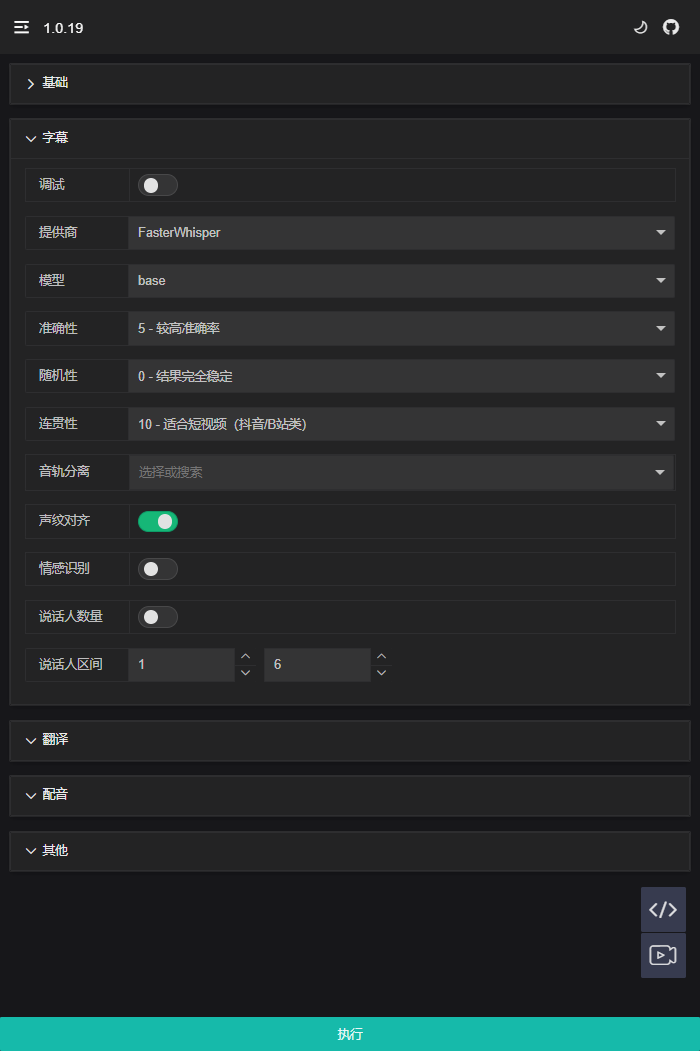 1.0.19
基础
字幕
调试
提供商 FasterWhisper
模型 base
准确性 5 - 较高准确率
随机性 0 - 结果完全稳定
连贯性 10 - 适合短视频（抖音/B站类）
音轨分离 选择或搜索
声纹对齐
情感识别
说话人数量
说话人区间 1 6
翻译
配音
其他
执行